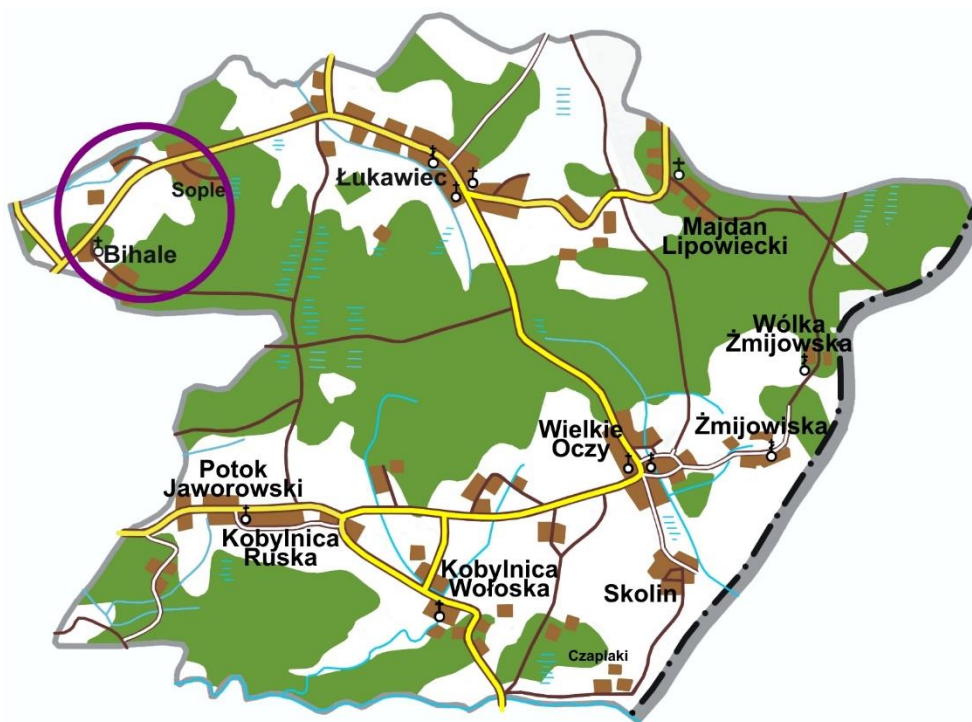 Sople
Łukawiec
Bihale
Majdan
Lipowiecki
Wólka
Żmijowska
Wielkie
Oczy
Żmijowiska
Potok
Jaworowski
Kobylnica
Ruska
Kobylnica
Wołoska
Skolin
Czaplaki